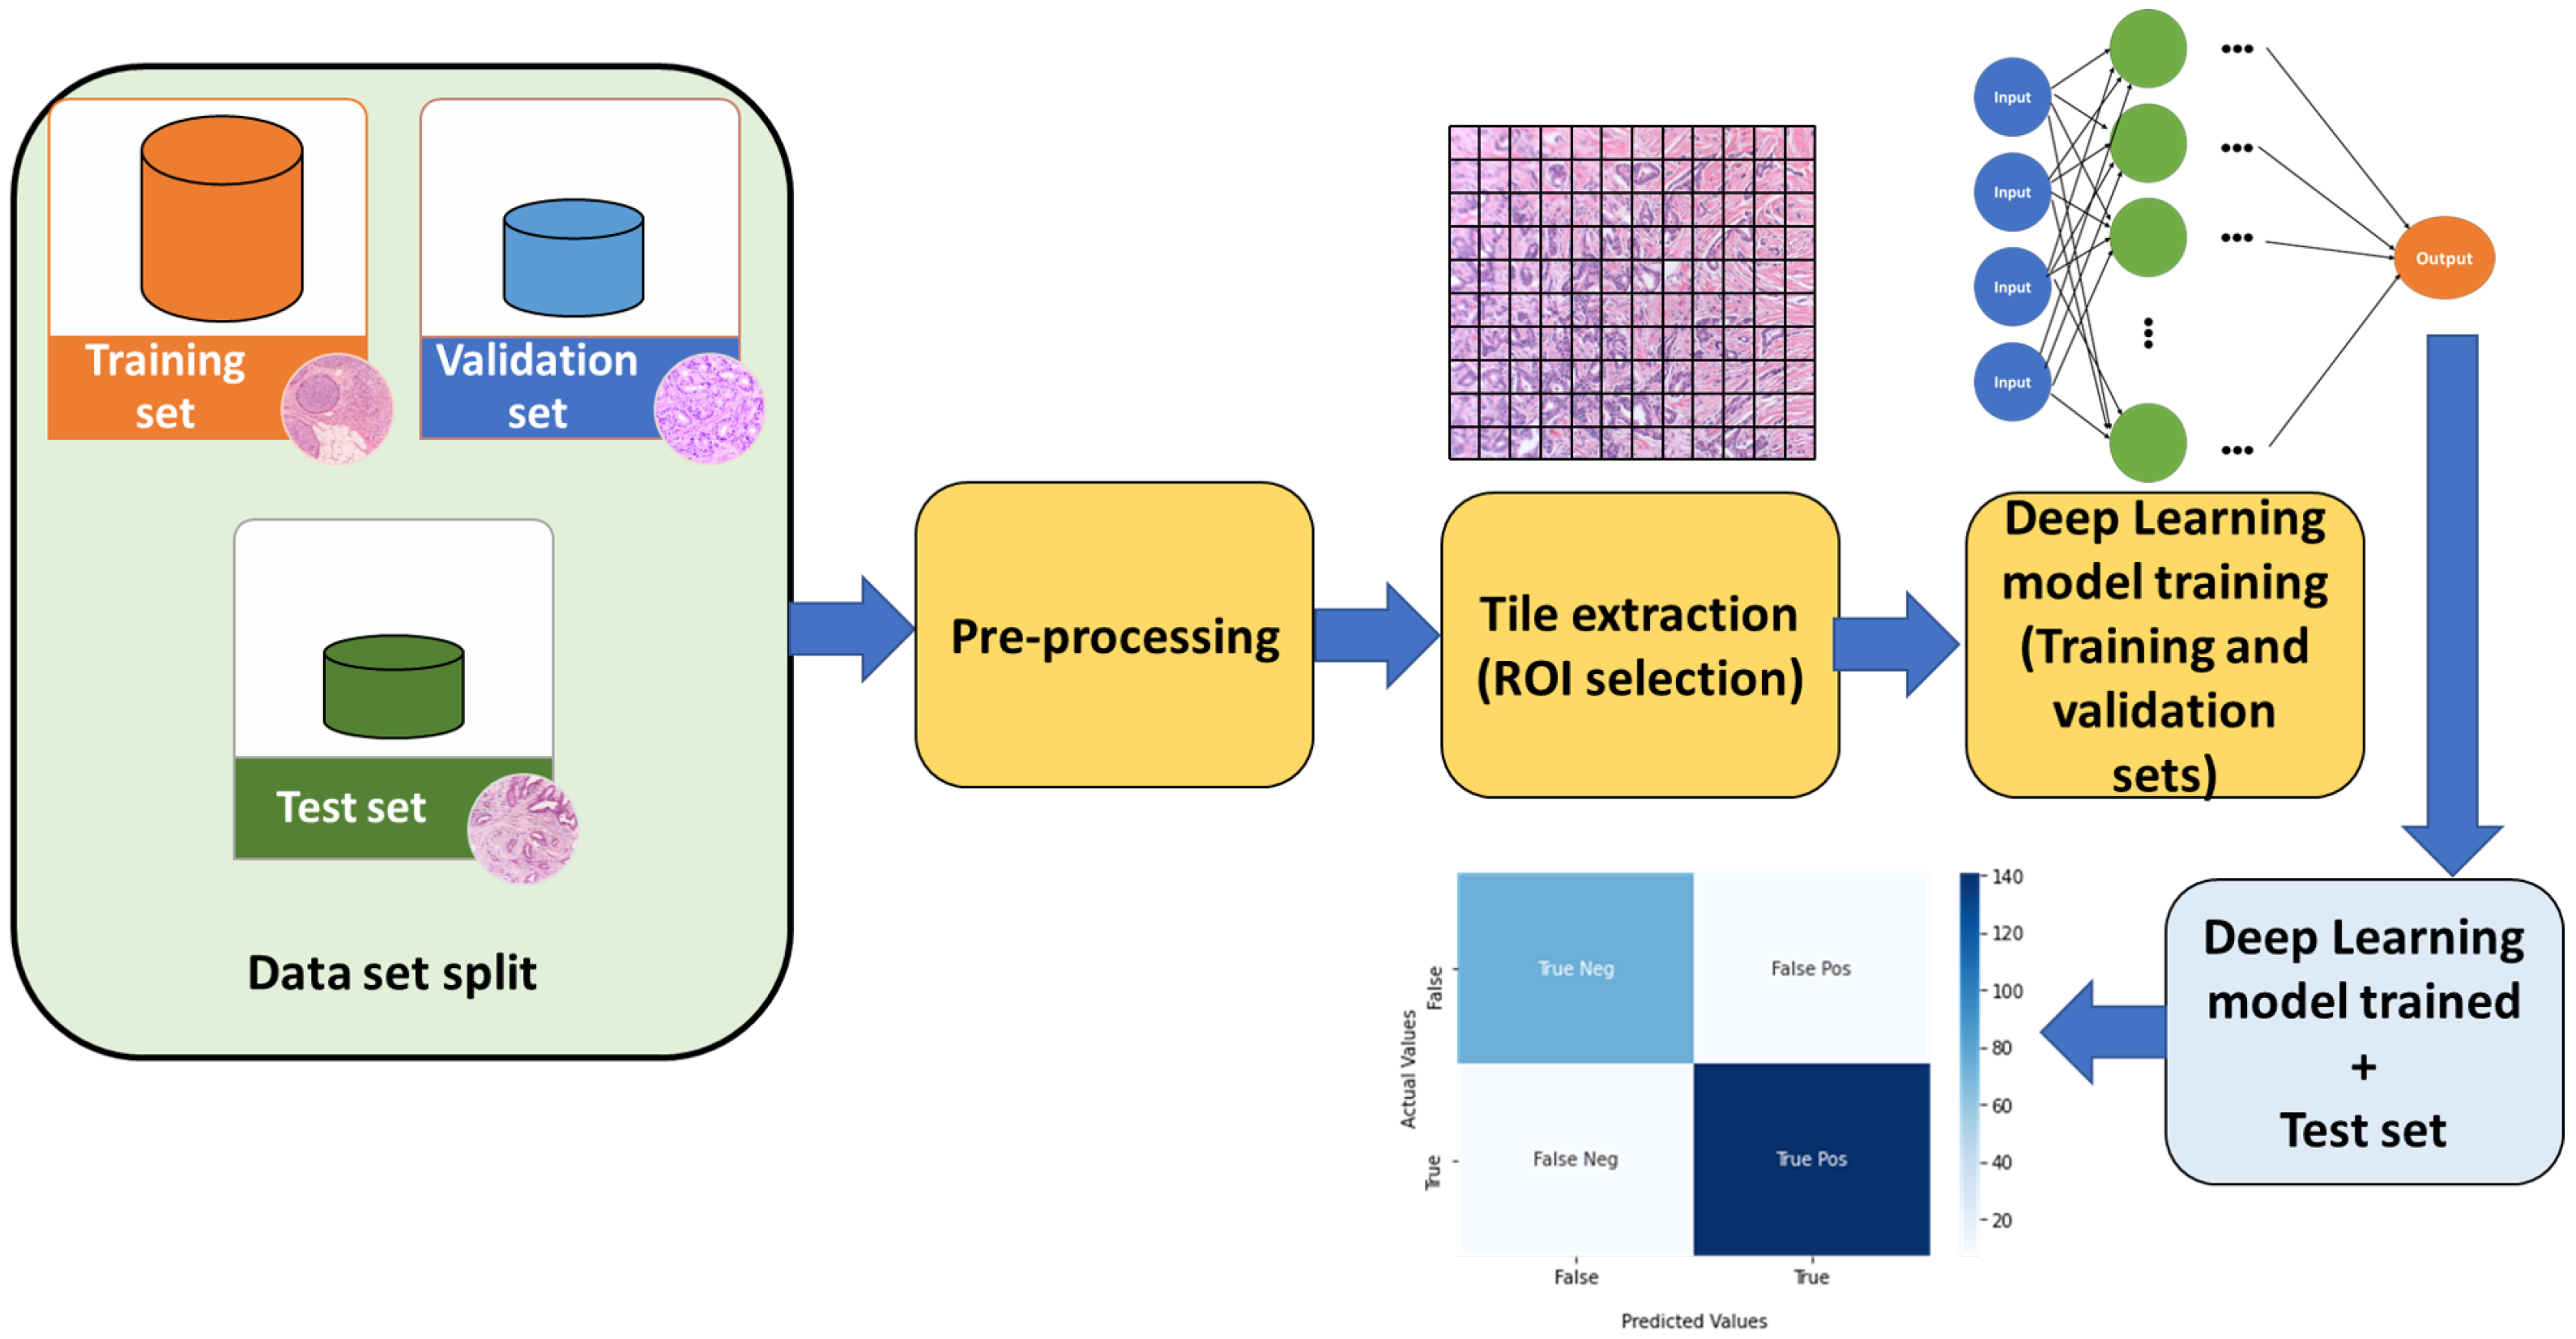 Training
set
Validation
set
Test set
Data set split
Pre-processing
Tile extraction
(ROI selection)
Input
Input
Input
Input
Output
Deep Learning
model training
(Training and
validation
sets)
Deep Learning
model trained
+
Test set
Actual Values
False
True
True Neg
False Pos
False Neg
True Pos
False
True
Predicted Values
140
120
100
80
60
40
20